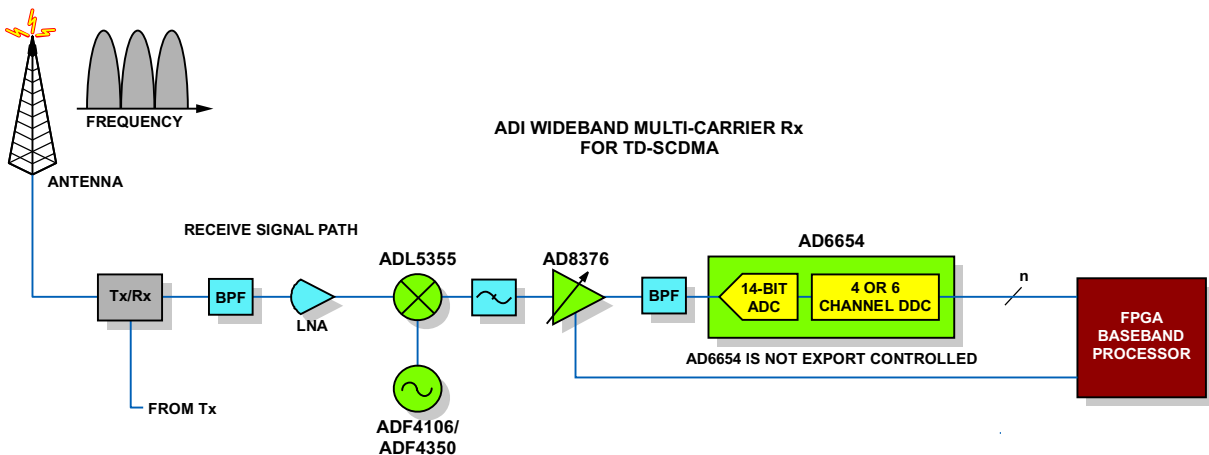 FREQUENCY
ADI WIDEBAND MULTI-CARRIER Rx
FOR TD-SCDMA
ANTENNA
RECEIVE SIGNAL PATH
ADL5355
AD8376
AD6654
n
Tx/Rx
BPF
LNA
BPF
14-BIT
ADC
4 OR 6
CHANNEL DDC
FPGA
BASEBAND
PROCESSOR
AD6654 IS NOT EXPORT CONTROLLED
FROM Tx
ADF4106/
ADF4350